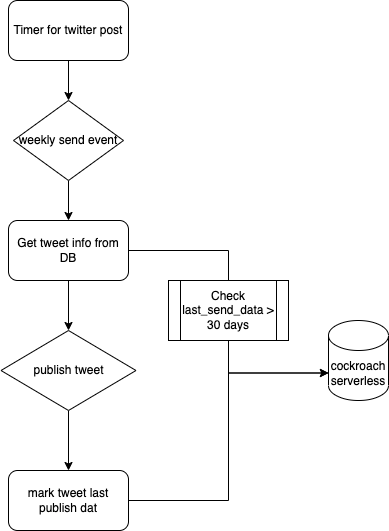 Timer for twitter post
weekly send event
Get tweet info from
DB
Check
last_send_data >
30 days
publish tweet
cockroach
serverless
mark tweet last
publish dat